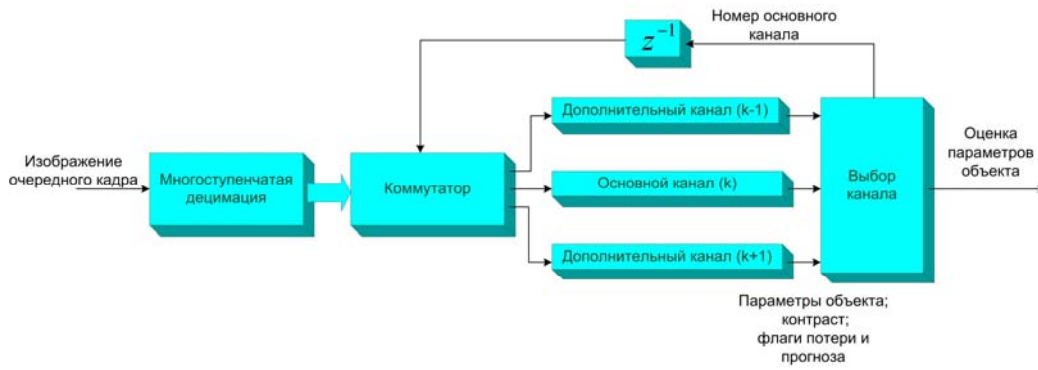 Номер основного
канала
z⁻¹
Дополнительный канал (k-1)
Изображение
очередного кадра
Многоступенчатая
децимация
Коммутатор
Основной канал (k)
Выбор
канала
Оценка
параметров
объекта
Дополнительный канал (k+1)
Параметры объекта;
контраст;
флаги потери и
прогноза